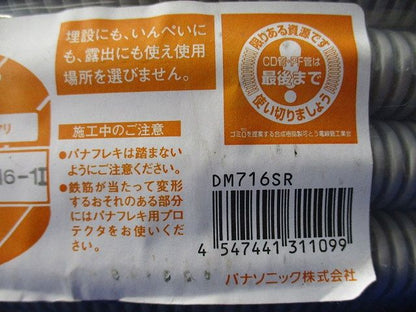 埋設にも、いんぺいに
も、露出にも使え使用
場所を選びません。
限りある資源です
CD管・PF管は
最後まで
使い切りましょう
施工中のご注意
●パナフレキは踏まない
ようにご注意ください。
●鉄筋が当たって変形
するおそれのある部分
にはパナフレキ用プロ
テクタをお使いくださ
い。
16-1
DM716SR
4 547441 311099
パナソニック株式会社